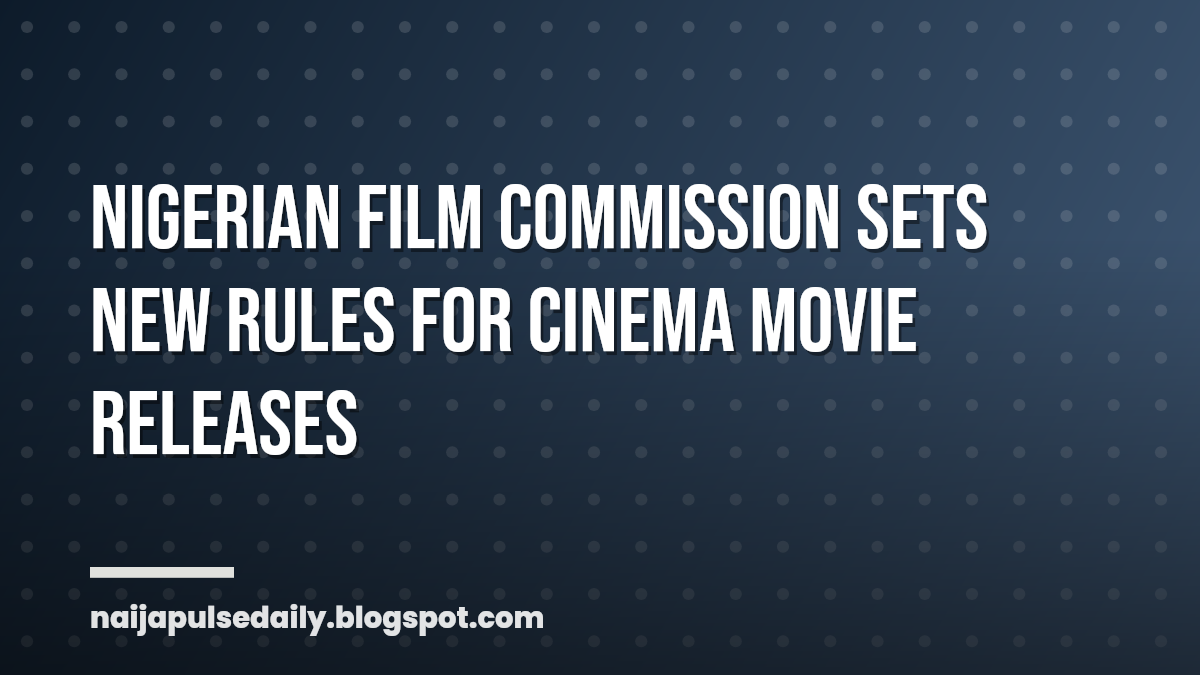 NIGERIAN FILM COMMISSION SETS
NEW RULES FOR CINEMA MOVIE
RELEASES
naijapulsedaily.blogspot.com